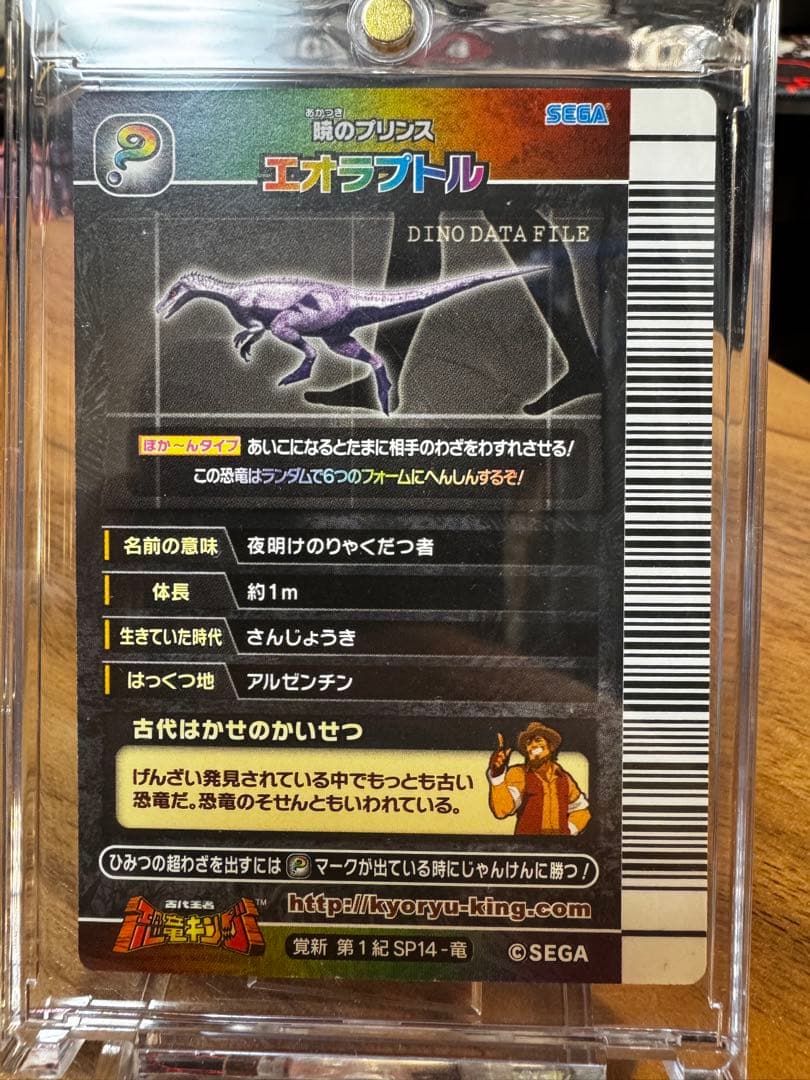 あかつき
暁のプリンス
SEGA
エオラプトル
DINO DATA FILE
ほか〜んタイプ あいこになるとたまに相手のわざをわすれさせる!
この恐竜はランダムで6つのフォームにへんしんするぞ!
名前の意味 夜明けのりゃくだつ者
体長 約1m
生きていた時代 さんじょうき
はっくつ地 アルゼンチン
古代はかせのかいせつ
げんざい発見されている中でもっとも古い
恐竜だ。恐竜のそせんともいわれている。
ひみつの超わざを出すには?マークが出ている時にじゃんけんに勝つ!
古代王者
恐竜キング™
http://kyoryu-king.com
覚新 第1紀 SP14-竜
©SEGA